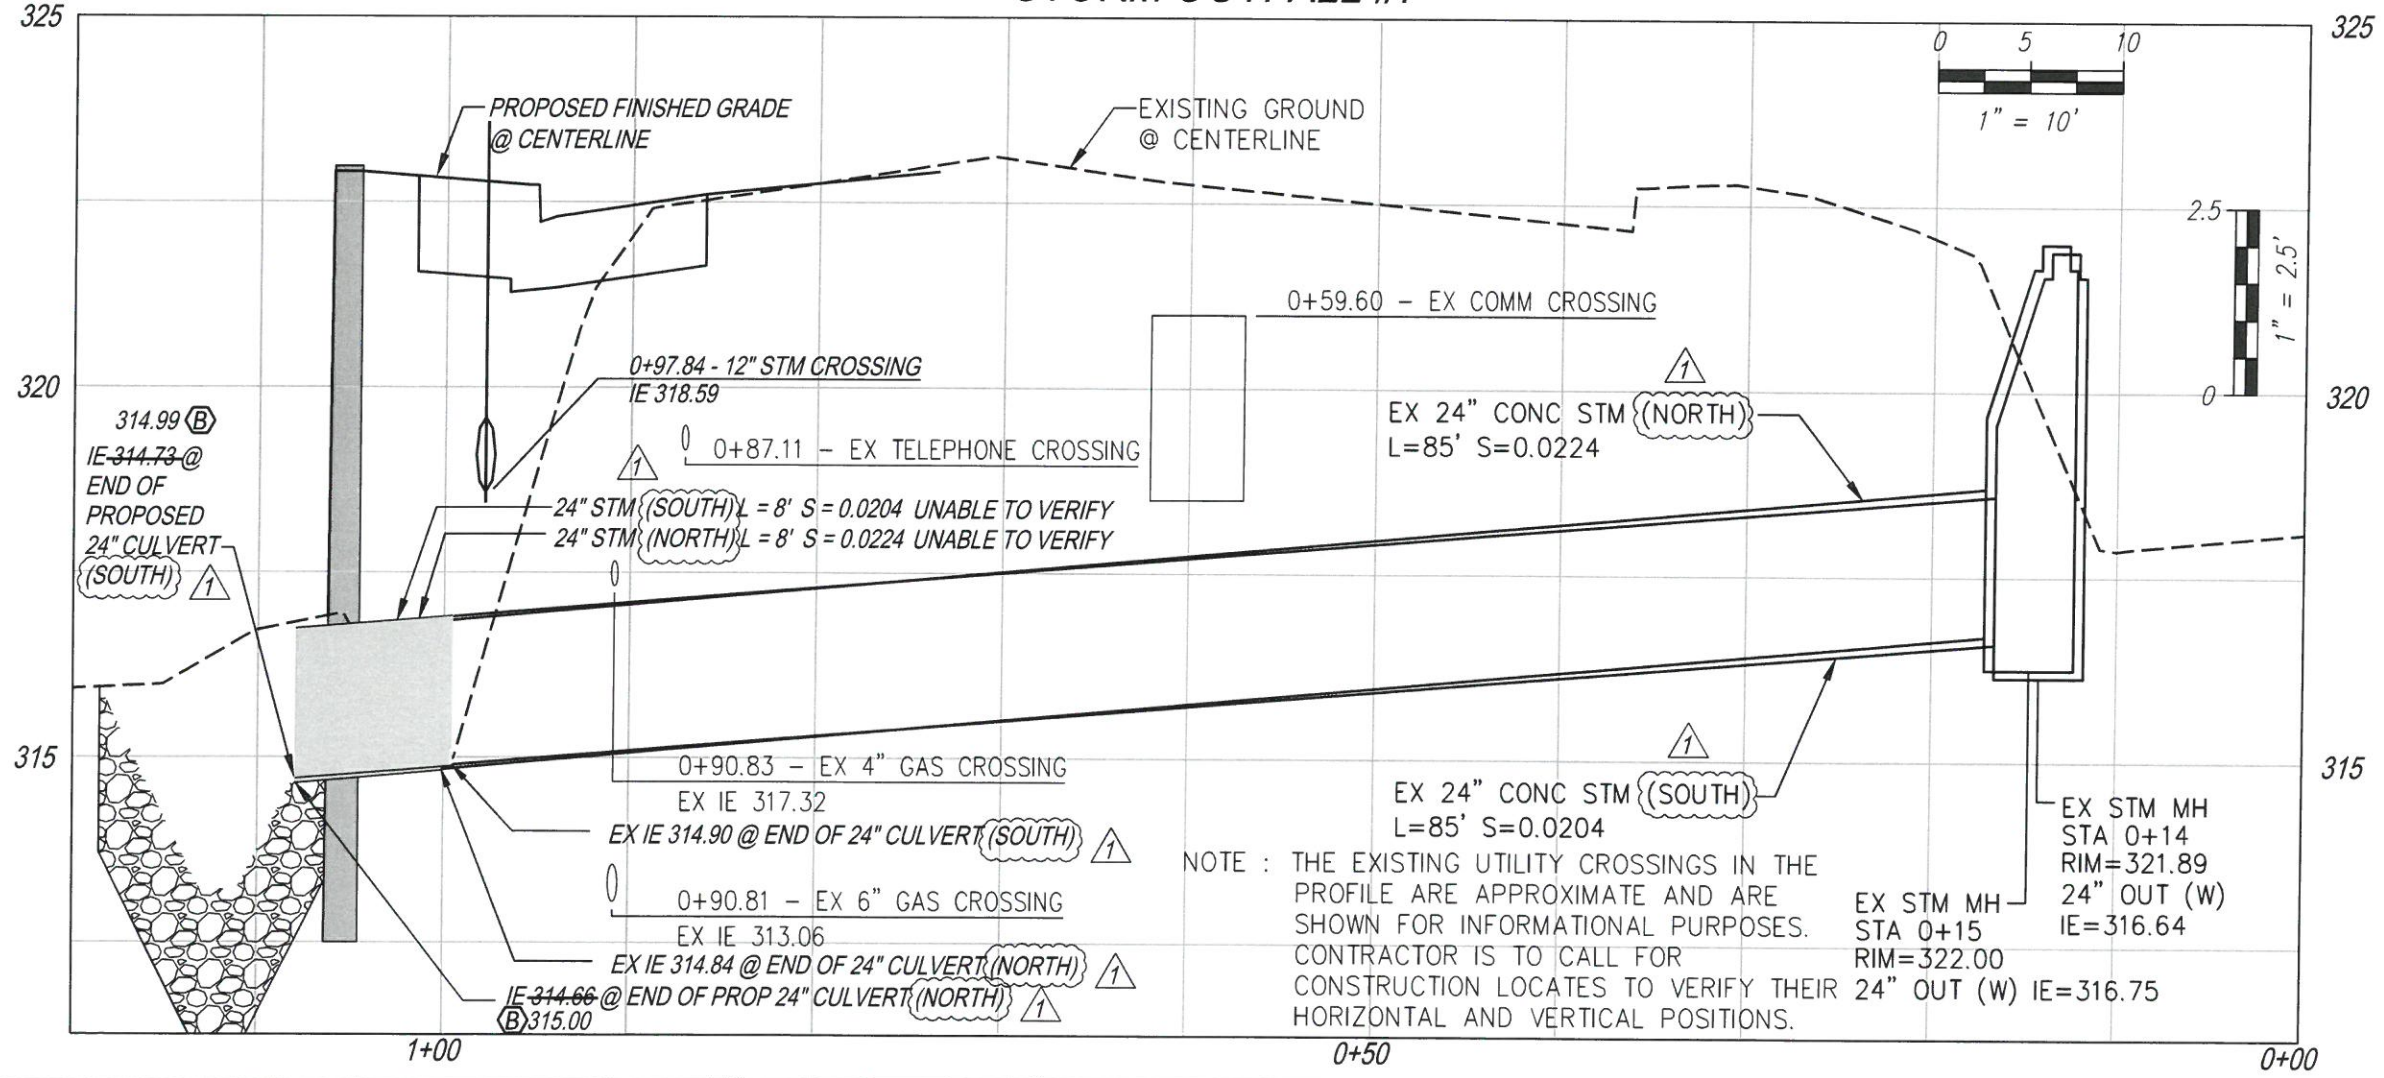 325
325
0 5 10
1" = 10'
PROPOSED FINISHED GRADE
@ CENTERLINE
EXISTING GROUND
@ CENTERLINE
2.5'
1" = 2.5'
0
0+59.60 - EX COMM CROSSING
0+97.84 - 12" STM CROSSING
IE 318.59
320
320
1
EX 24" CONC STM (NORTH)
L=85' S=0.0224
314.99 B
IE 314.73 @
END OF
PROPOSED
24" CULVERT
(SOUTH) 1
0+87.11 - EX TELEPHONE CROSSING
1
24" STM (SOUTH) L = 8' S = 0.0204 UNABLE TO VERIFY
24" STM (NORTH) L = 8' S = 0.0224 UNABLE TO VERIFY
315
315
0+90.83 - EX 4" GAS CROSSING
EX IE 317.32
EX IE 314.90 @ END OF 24" CULVERT (SOUTH) 1
0+90.81 - EX 6" GAS CROSSING
EX IE 313.06
EX IE 314.84 @ END OF 24" CULVERT (NORTH) 1
IE 314.66 @ END OF PROP 24" CULVERT (NORTH) 1
B 315.00
1
EX 24" CONC STM (SOUTH)
L=85' S=0.0204
NOTE : THE EXISTING UTILITY CROSSINGS IN THE
PROFILE ARE APPROXIMATE AND ARE
SHOWN FOR INFORMATIONAL PURPOSES.
CONTRACTOR IS TO CALL FOR
CONSTRUCTION LOCATES TO VERIFY THEIR
HORIZONTAL AND VERTICAL POSITIONS.
EX STM MH
STA 0+14
RIM=321.89
24" OUT (W)
IE=316.64
EX STM MH
STA 0+15
RIM=322.00
24" OUT (W) IE=316.75
1+00
0+50
0+00